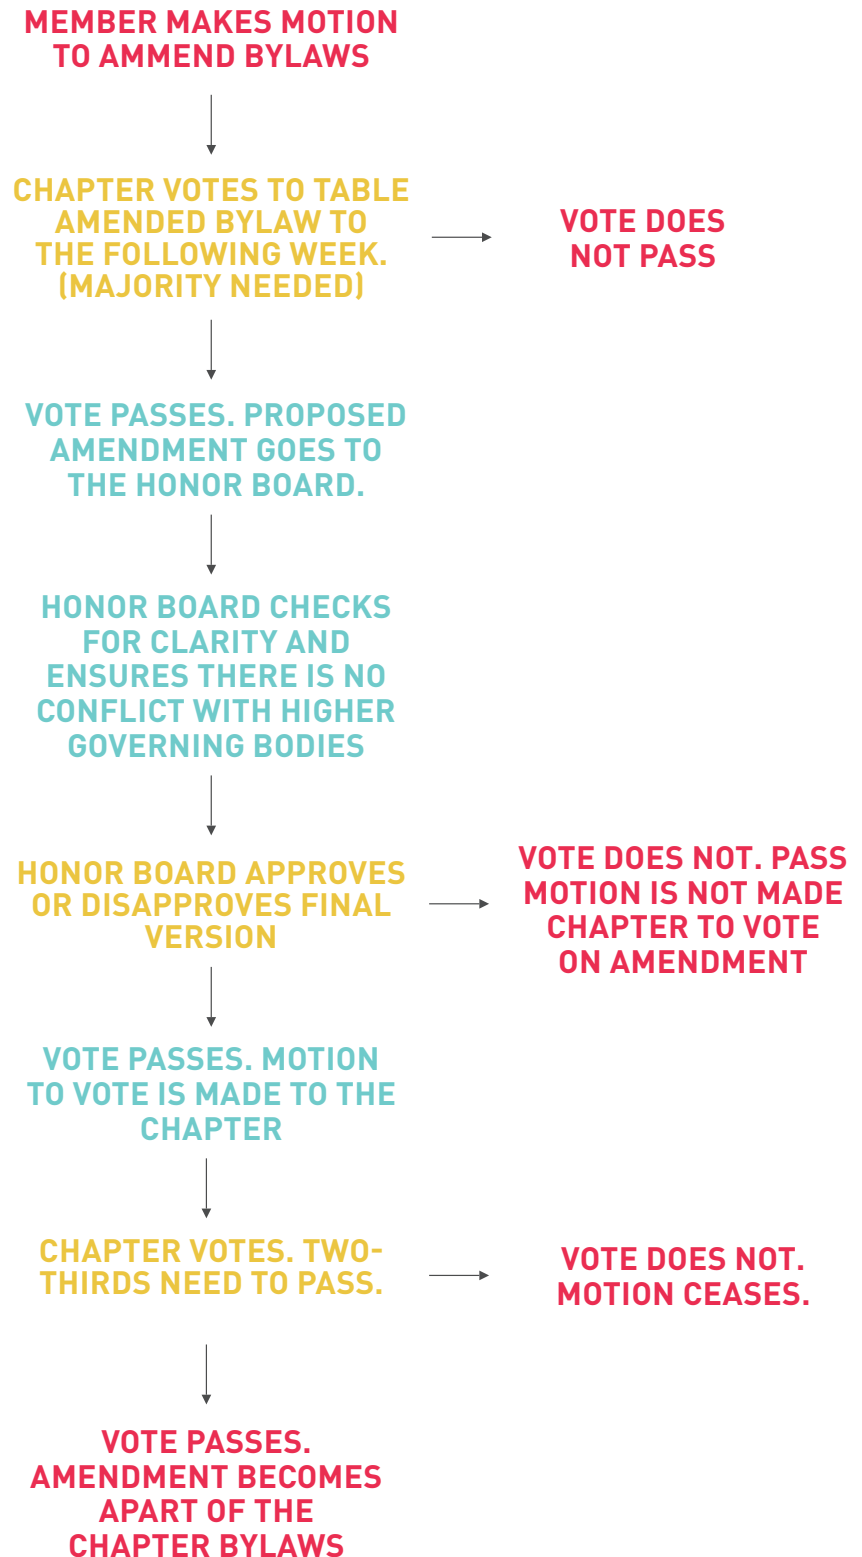 MEMBER MAKES MOTION
TO AMMEND BYLAWS
CHAPTER VOTES TO TABLE
AMENDED BYLAW TO
THE FOLLOWING WEEK.
(MAJORITY NEEDED)
VOTE DOES
NOT PASS
VOTE PASSES. PROPOSED
AMENDMENT GOES TO
THE HONOR BOARD.
HONOR BOARD CHECKS
FOR CLARITY AND
ENSURES THERE IS NO
CONFLICT WITH HIGHER
GOVERNING BODIES
HONOR BOARD APPROVES
OR DISAPPROVES FINAL
VERSION
VOTE DOES NOT. PASS
MOTION IS NOT MADE
CHAPTER TO VOTE
ON AMENDMENT
VOTE PASSES. MOTION
TO VOTE IS MADE TO THE
CHAPTER
CHAPTER VOTES. TWO-
THIRDS NEED TO PASS.
VOTE DOES NOT.
MOTION CEASES.
VOTE PASSES.
AMENDMENT BECOMES
APART OF THE
CHAPTER BYLAWS